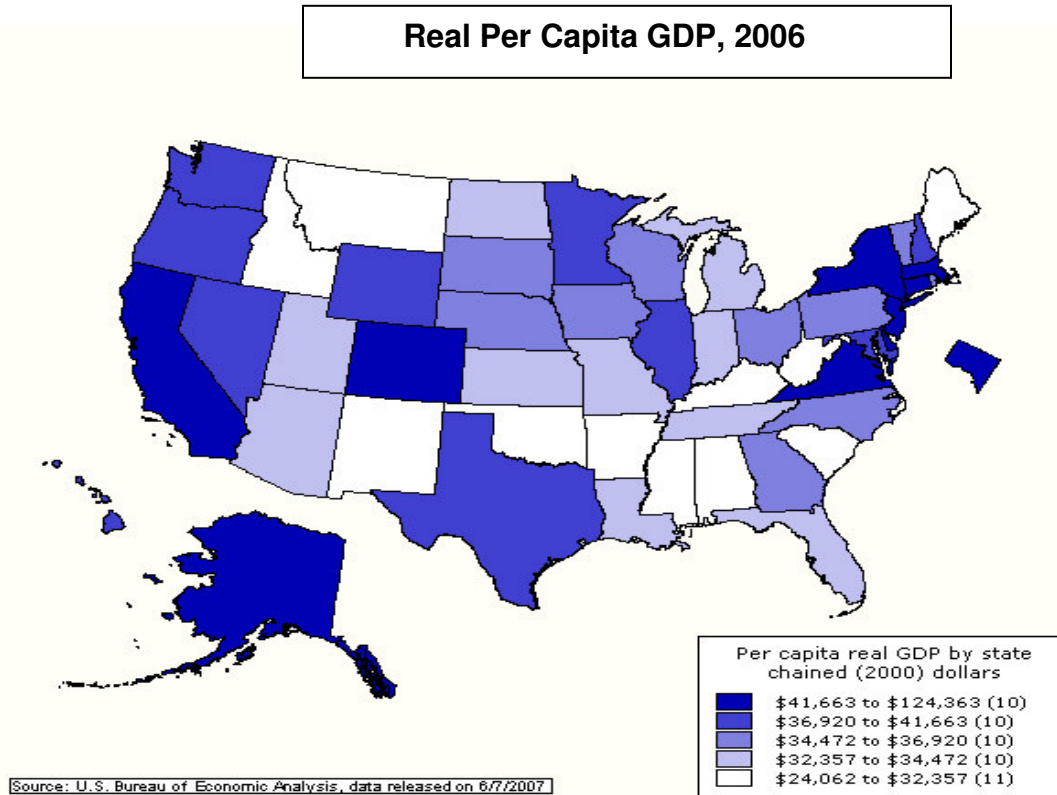 Real Per Capita GDP, 2006
Per capita real GDP by state
chained (2000) dollars
$41,663 to $124,363 (10)
$36,920 to $41,663 (10)
$34,472 to $36,920 (10)
$32,357 to $34,472 (10)
$24,062 to $32,357 (11)
Source: U.S. Bureau of Economic Analysis, data released on 6/7/2007